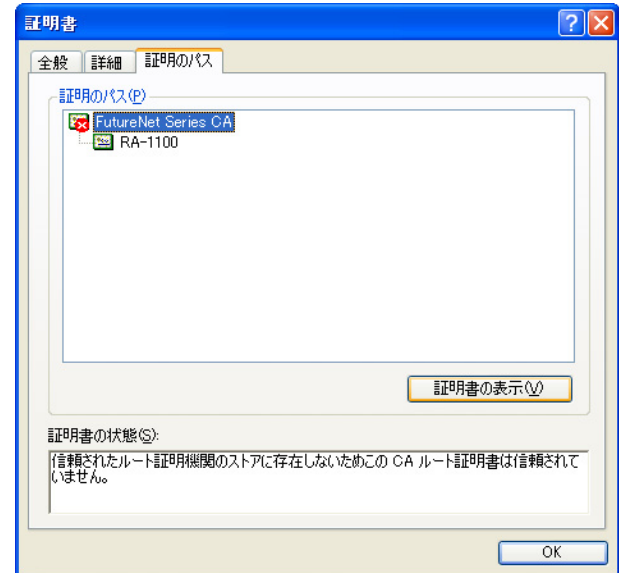 証明書
全般 詳細 証明のパス
証明のパス(P)
FutureNet Series CA
RA-1100
証明書の表示(V)
証明書の状態(S):
信頼されたルート証明機関のストアに存在しないためこの CA ルート証明書は信頼されて
いません。
OK